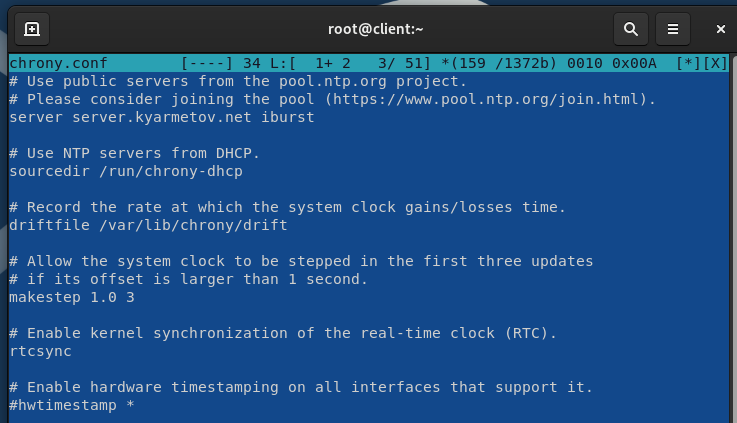 root@client:~
chrony.conf [----] 34 L:[ 1+ 2 3/ 51] *(159 /1372b) 0010 0x00A [*][X]
# Use public servers from the pool.ntp.org project.
# Please consider joining the pool (https://www.pool.ntp.org/join.html).
server server.kyarmetov.net iburst
# Use NTP servers from DHCP.
sourcedir /run/chrony-dhcp
# Record the rate at which the system clock gains/losses time.
driftfile /var/lib/chrony/drift
# Allow the system clock to be stepped in the first three updates
# if its offset is larger than 1 second.
makestep 1.0 3
# Enable kernel synchronization of the real-time clock (RTC).
rtcsync
# Enable hardware timestamping on all interfaces that support it.
#hwtimestamp *